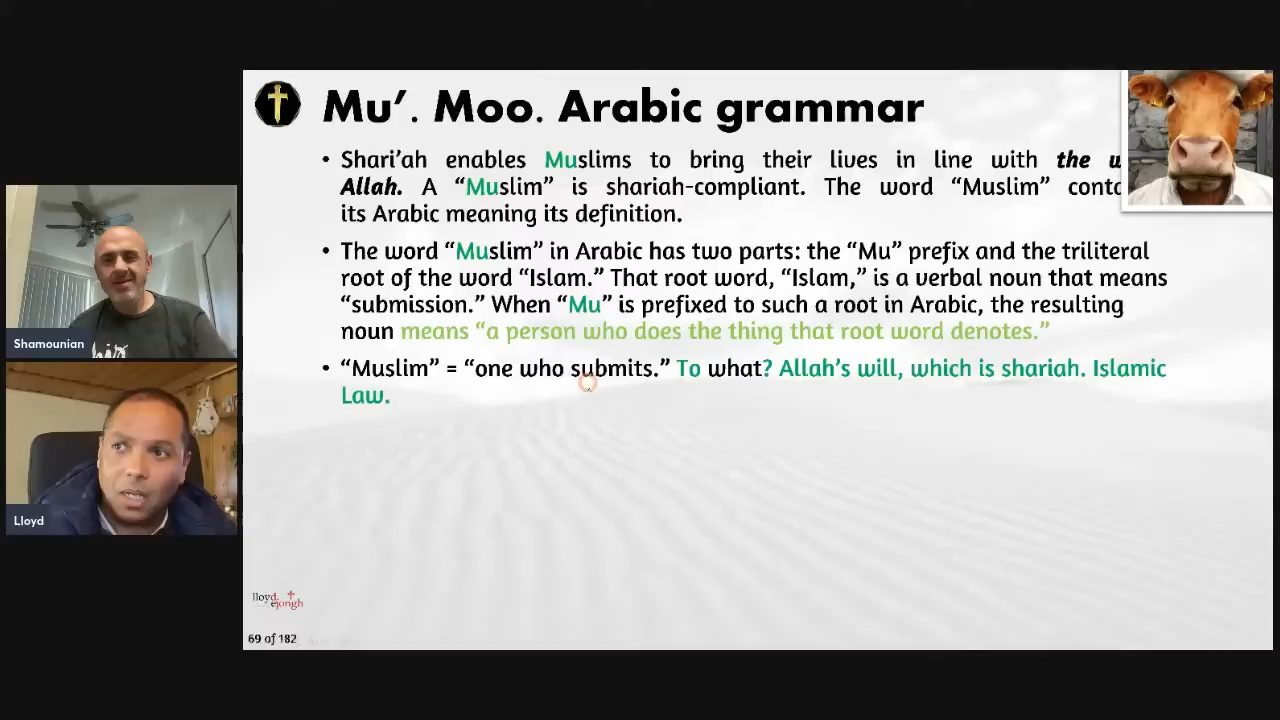 Mu’. Moo. Arabic grammar
• Shari’ah enables Muslims to bring their lives in line with the
Allah. A “Muslim” is shariah-compliant. The word “Muslim”
its Arabic meaning its definition.
• The word “Muslim” in Arabic has two parts: the “Mu” prefix and the triliteral
root of the word “Islam.” That root word, “Islam,” is a verbal noun that means
“submission.” When “Mu” is prefixed to such a root in Arabic, the resulting
noun means “a person who does the thing that root word denotes.”
• “Muslim” = “one who submits.” To what? Allah’s will, which is shariah. Islamic
Law.
Shamounian
Lloyd
lloyd.
ejongh
69 of 182